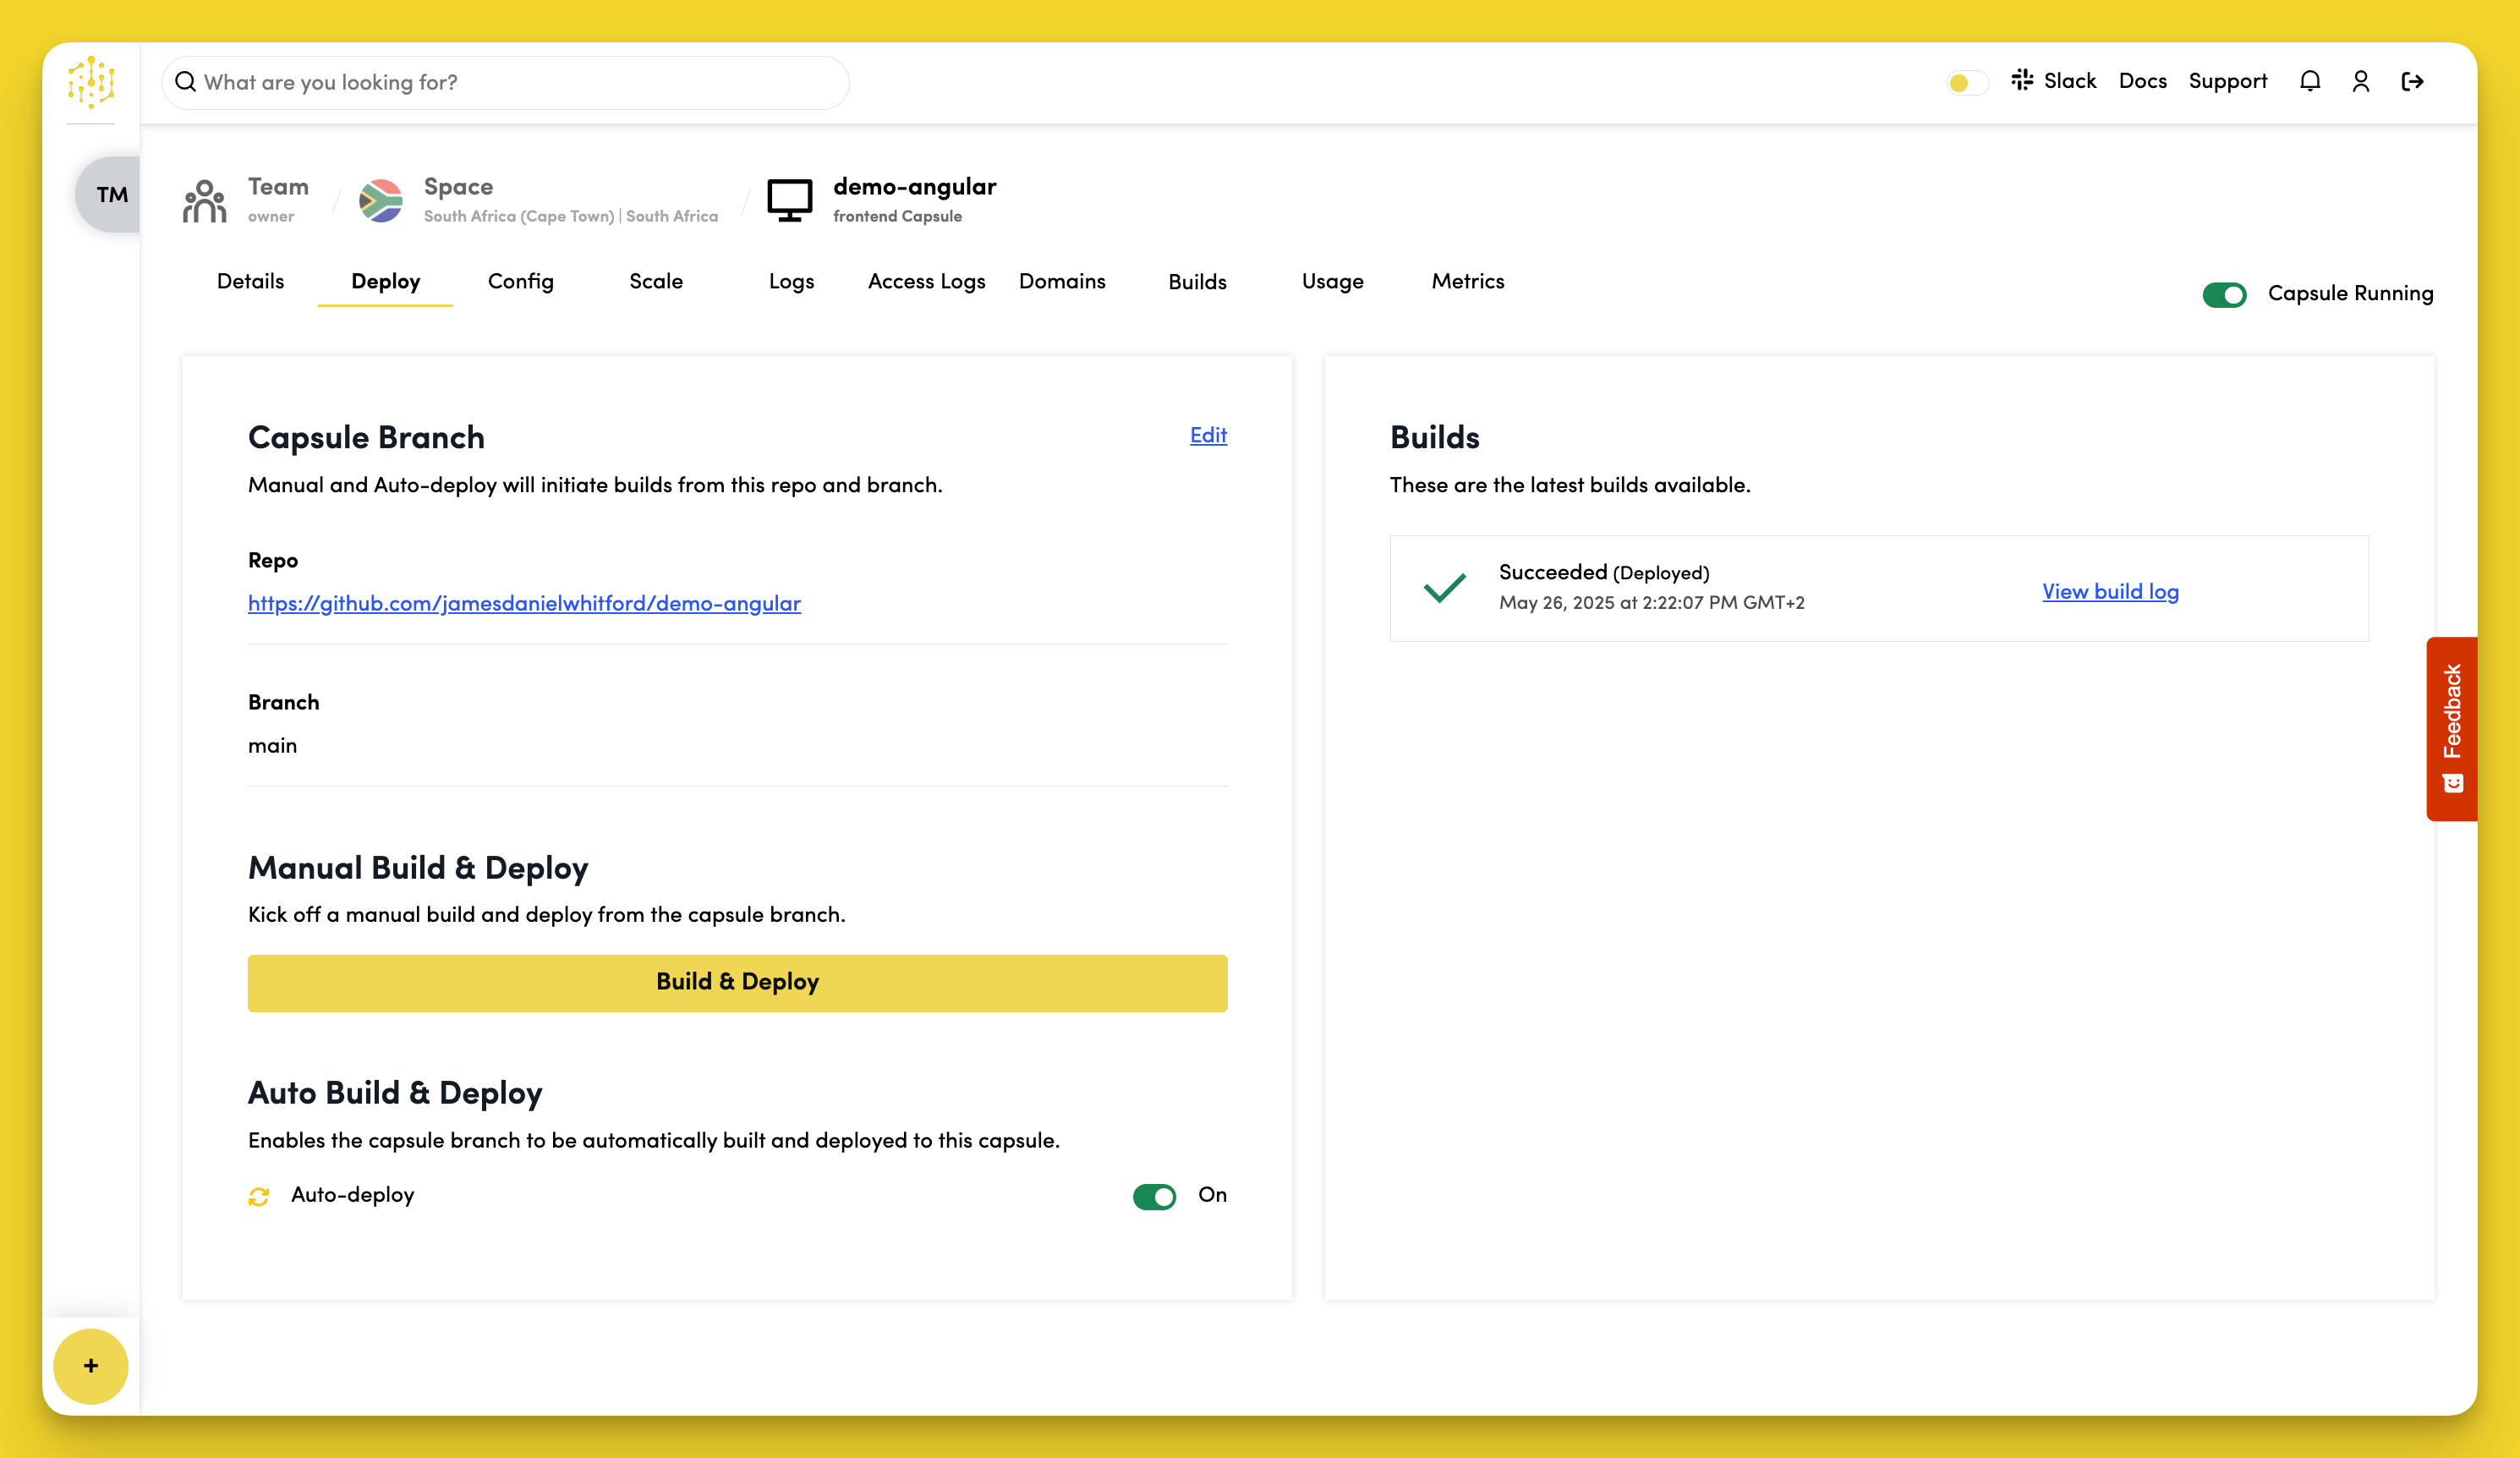 What are you looking for?
Slack
Docs
Support
TM
Team
owner
Space
South Africa (Cape Town) | South Africa
demo-angular
frontend Capsule
Details
Deploy
Config
Scale
Logs
Access Logs
Domains
Builds
Usage
Metrics
Capsule Running
Capsule Branch
Edit
Manual and Auto-deploy will initiate builds from this repo and branch.
Repo
https://github.com/jamesdanielwhitford/demo-angular
Branch
main
Manual Build & Deploy
Kick off a manual build and deploy from the capsule branch.
Build & Deploy
Auto Build & Deploy
Enables the capsule branch to be automatically built and deployed to this capsule.
Auto-deploy
On
Builds
These are the latest builds available.
Succeeded (Deployed)
May 26, 2025 at 2:22:07 PM GMT+2
View build log
Feedback
+